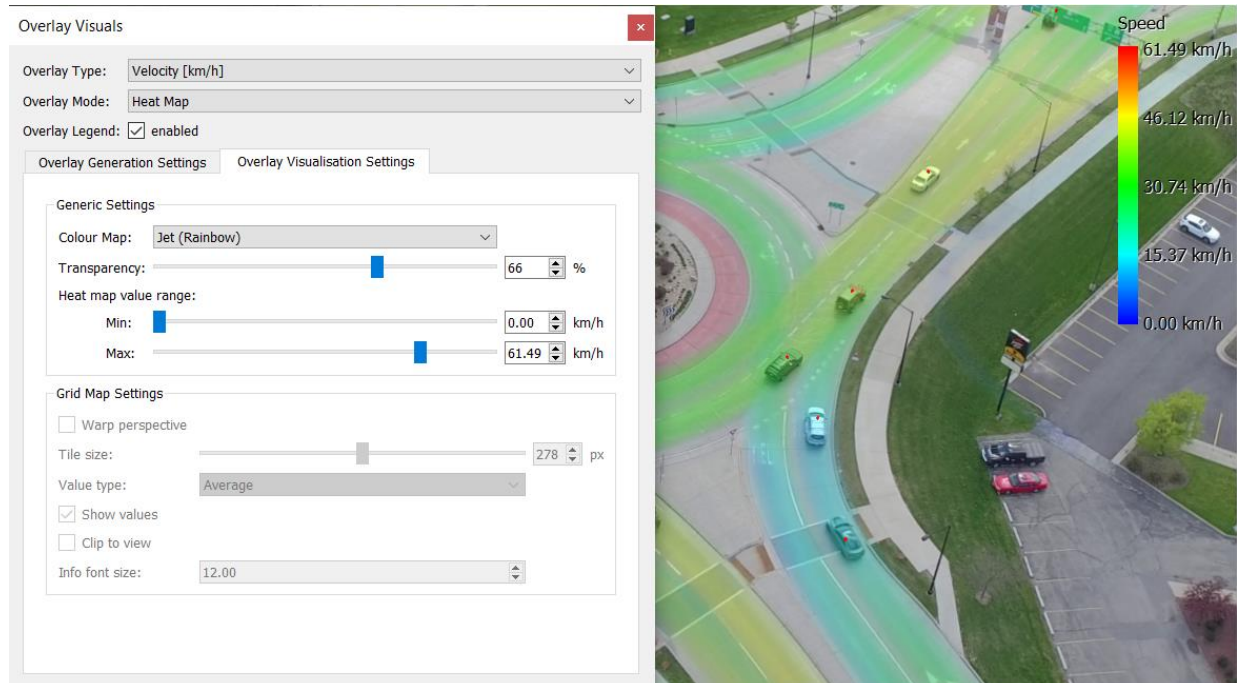 Overlay Visuals
Overlay Type: Velocity [km/h]
Overlay Mode: Heat Map
Overlay Legend: enabled
Overlay Generation Settings Overlay Visualisation Settings
Generic Settings
Colour Map: Jet (Rainbow)
Transparency: 66 %
Heat map value range:
Min: 0.00 km/h
Max: 61.49 km/h
Grid Map Settings
Warp perspective
Tile size: 278 px
Value type: Average
Show values
Clip to view
Info font size: 12.00
Speed
61.49 km/h
46.12 km/h
30.74 km/h
15.37 km/h
0.00 km/h